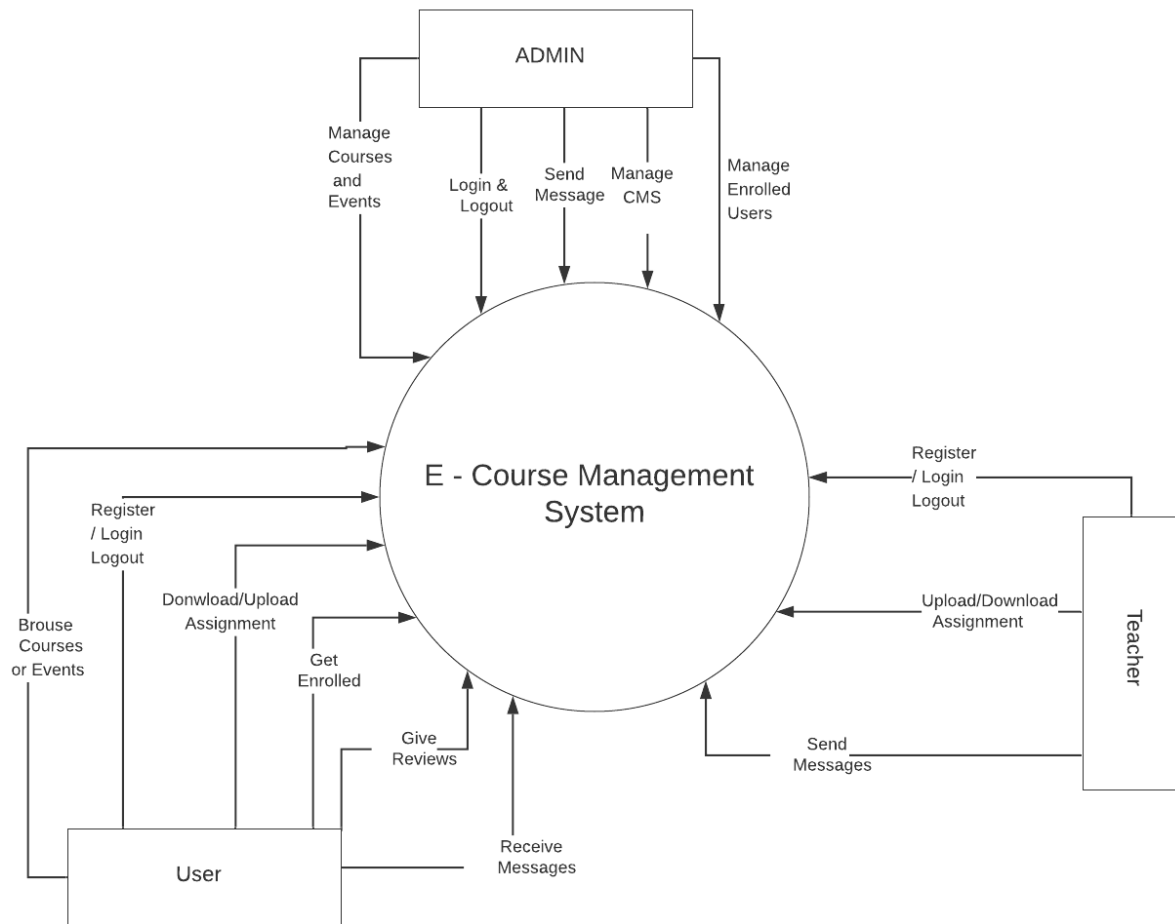 ADMIN
Manage
Courses
and
Events
Login &
Logout
Send
Message
Manage
CMS
Manage
Enrolled
Users
E - Course Management
System
Register
/ Login
Logout
Upload/Download
Assignment
Send
Messages
Teacher
Brouse
Courses
or Events
Register
/ Login
Logout
Donwload/Upload
Assignment
Get
Enrolled
Give
Reviews
Receive
Messages
User